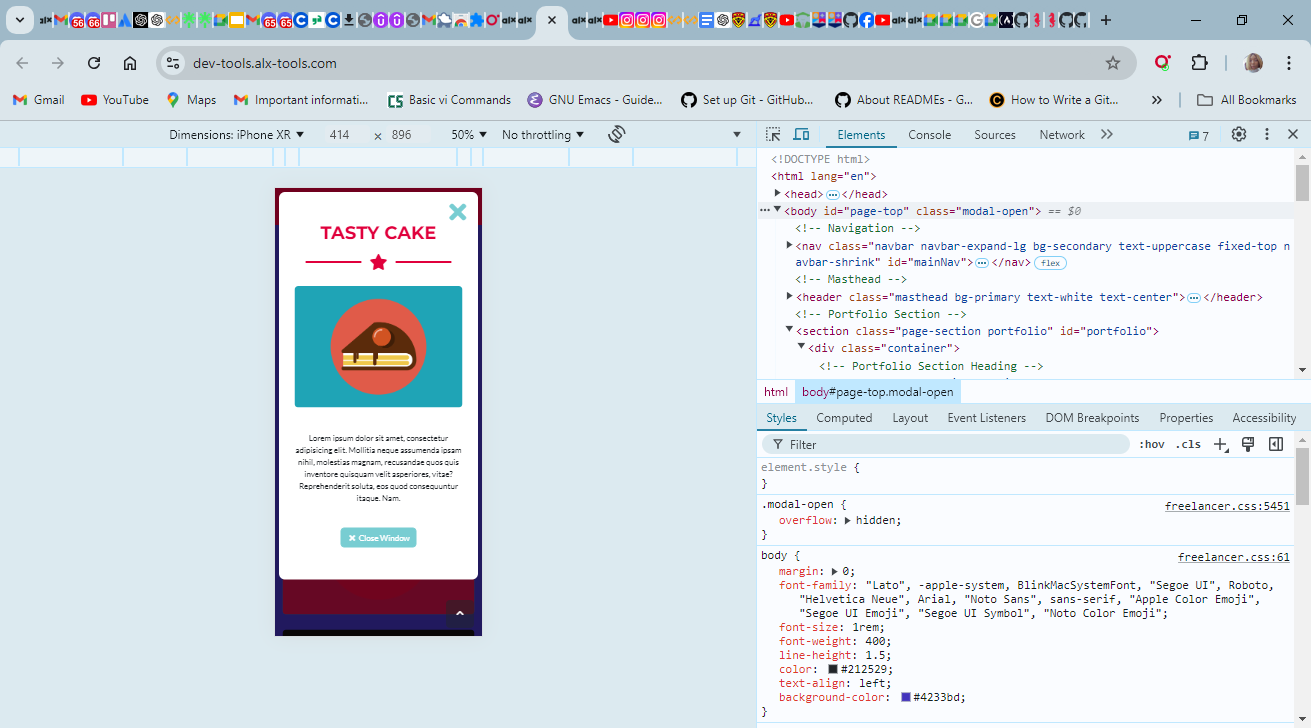 56 66 65 65
dev-tools.alx-tools.com
Gmail YouTube Maps Important informati... Basic vi Commands GNU Emacs - Guide... Set up Git - GitHub... About READMEs - G... How to Write a Git... » All Bookmarks
Dimensions: iPhone XR 414 × 896 50% No throttling
Elements Console Sources Network » 7
TASTY CAKE
Lorem ipsum dolor sit amet, consectetur
adipisicing elit. Mollitia neque assumenda ipsam
nihil, molestias magnam, recusandae quos quis
inventore quisquam velit asperiores, vitae?
Reprehenderit soluta, eos quod consequuntur
itaque. Nam.
Close Window
<!DOCTYPE html>
<html lang="en">
<head> … </head>
<body id="page-top" class="modal-open"> == $0
<!-- Navigation -->
<nav class="navbar navbar-expand-lg bg-secondary text-uppercase fixed-top n
avbar-shrink" id="mainNav"> … </nav> flex
<!-- Masthead -->
<header class="masthead bg-primary text-white text-center"> … </header>
<!-- Portfolio Section -->
<section class="page-section portfolio" id="portfolio">
<div class="container">
<!-- Portfolio Section Heading -->
html body#page-top.modal-open
Styles Computed Layout Event Listeners DOM Breakpoints Properties Accessibility
Filter :hov .cls
element.style {
}
.modal-open { freelancer.css:5451
overflow: hidden;
}
body { freelancer.css:61
margin: 0;
font-family: "Lato", -apple-system, BlinkMacSystemFont, "Segoe UI", Roboto,
"Helvetica Neue", Arial, "Noto Sans", sans-serif, "Apple Color Emoji",
"Segoe UI Emoji", "Segoe UI Symbol", "Noto Color Emoji";
font-size: 1rem;
font-weight: 400;
line-height: 1.5;
color: #212529;
text-align: left;
background-color: #4233bd;
}